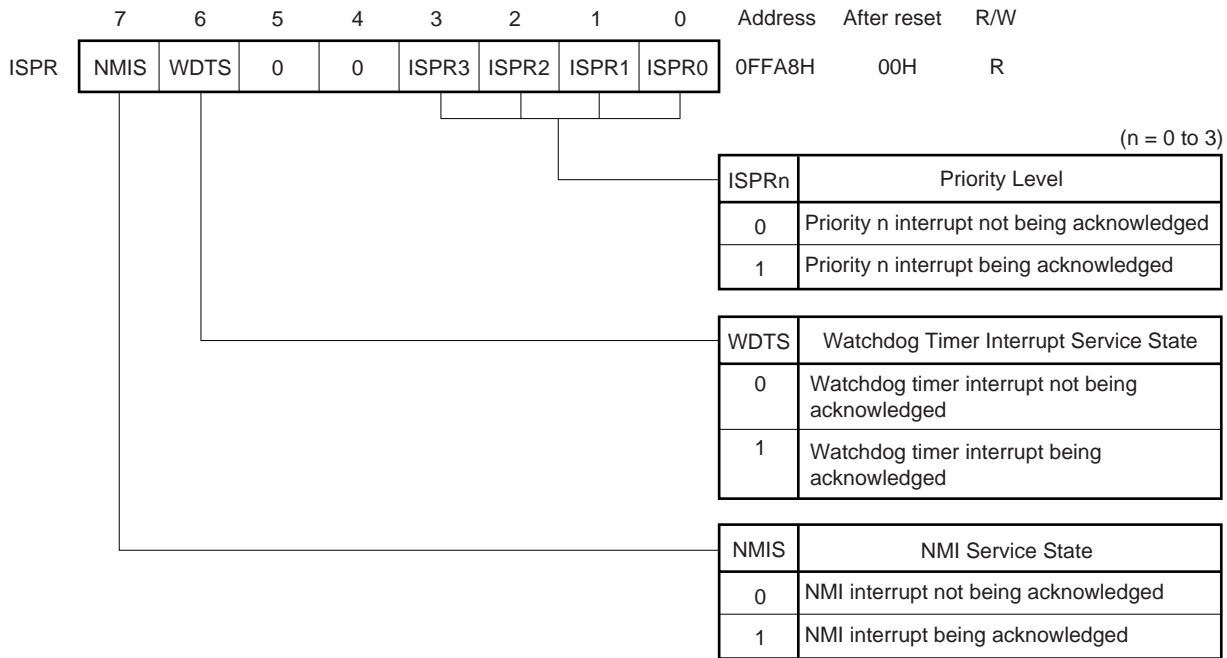 7 6 5 4 3 2 1 0 Address After reset R/W
ISPR NMIS WDTS 0 0 ISPR3 ISPR2 ISPR1 ISPR0 0FFA8H 00H R
(n = 0 to 3)
ISPRn Priority Level
0 Priority n interrupt not being acknowledged
1 Priority n interrupt being acknowledged
WDTS Watchdog Timer Interrupt Service State
0 Watchdog timer interrupt not being
acknowledged
1 Watchdog timer interrupt being
acknowledged
NMIS NMI Service State
0 NMI interrupt not being acknowledged
1 NMI interrupt being acknowledged